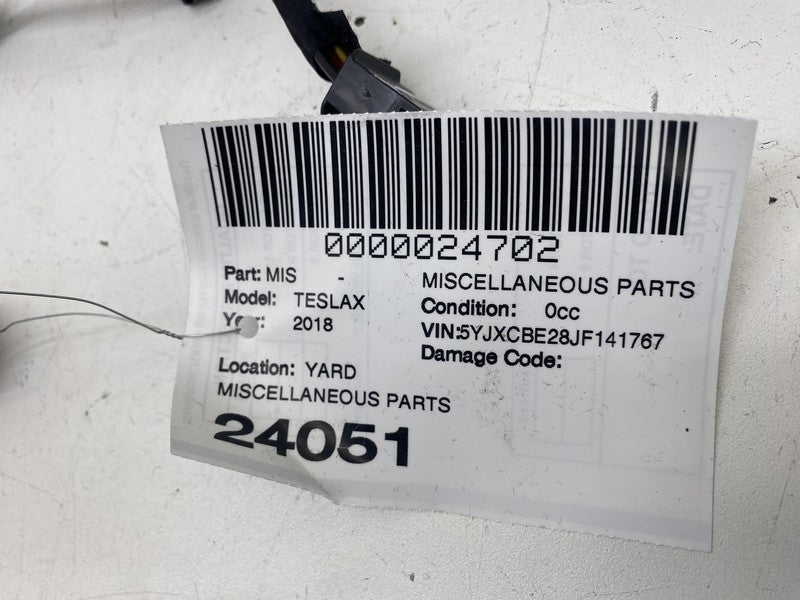 0000024702
Part: MIS - MISCELLANEOUS PARTS
Model: TESLAX Condition: 0cc
2018 VIN:5YJXCBE28JF141767
Damage Code:
Location: YARD
MISCELLANEOUS PARTS
24051
DATE: